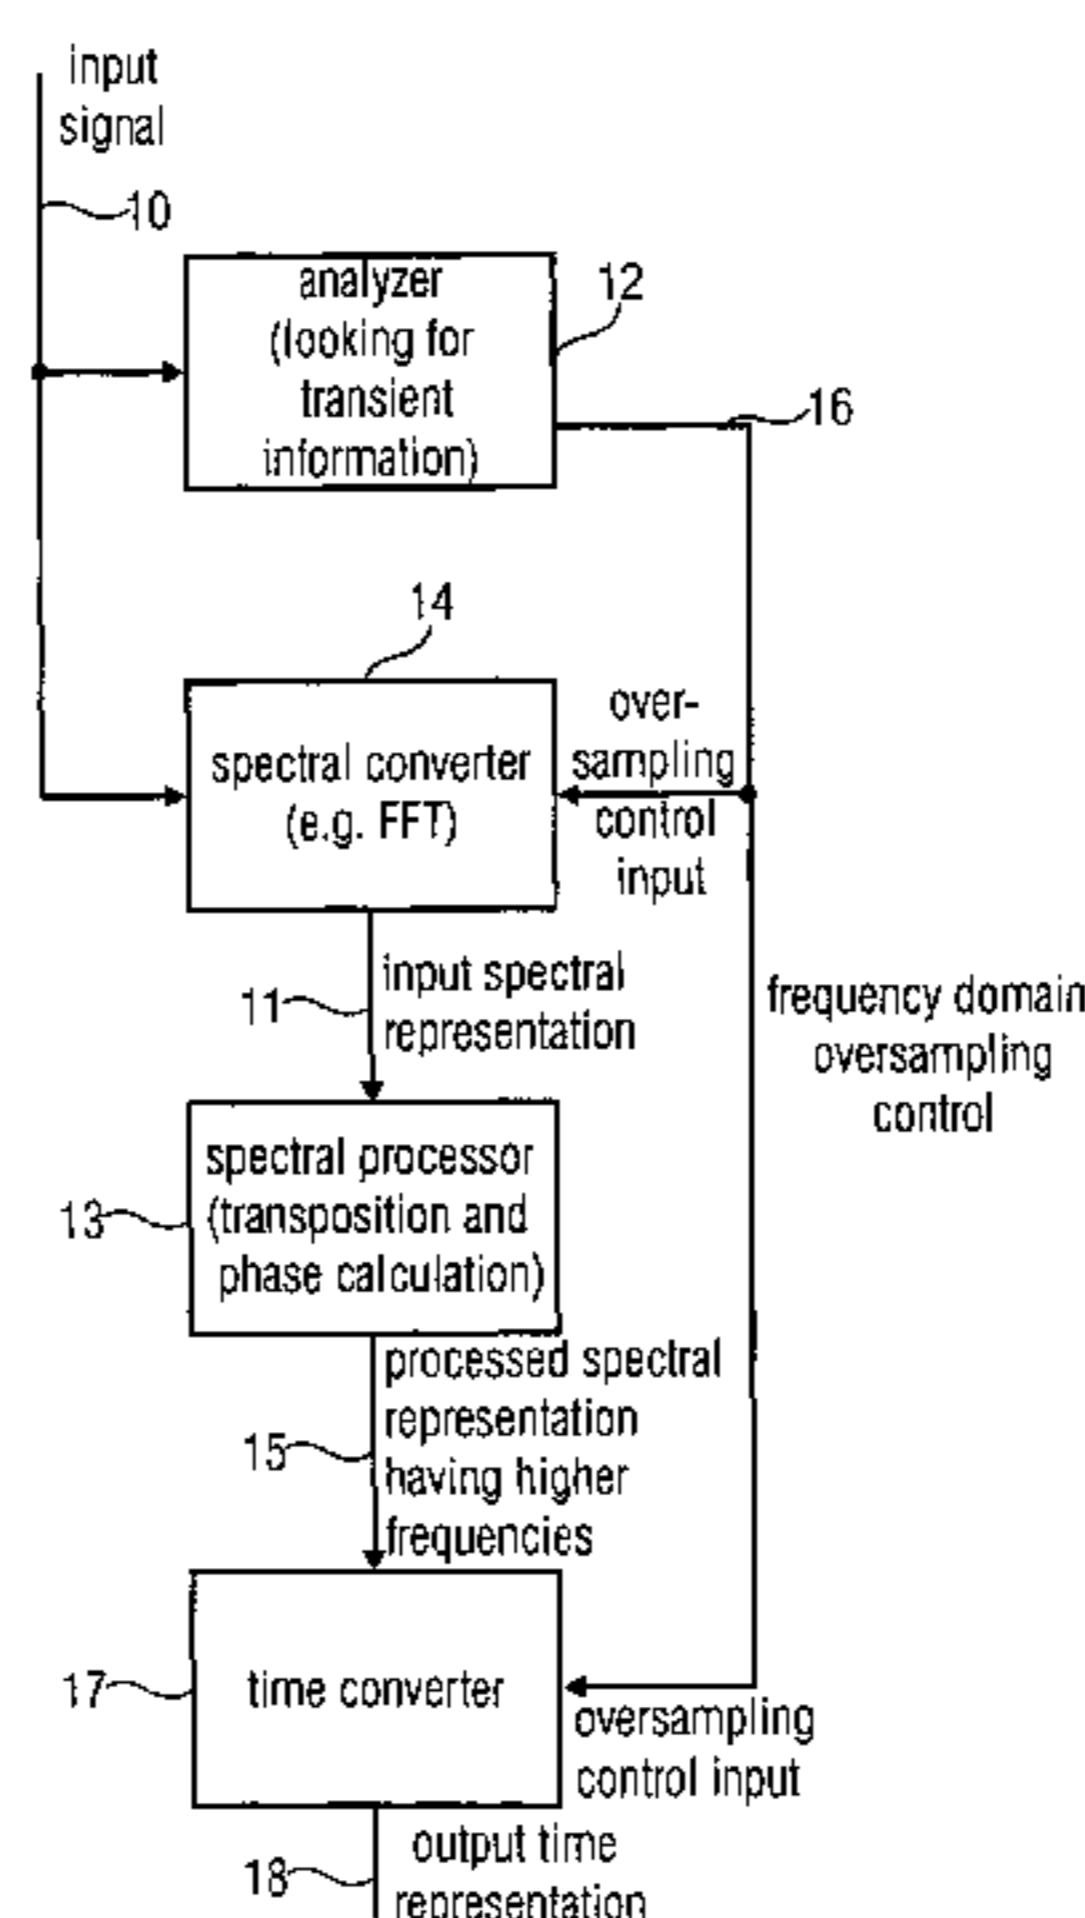 input
signal
10
analyzer
(looking for
transient
information)
12
16
14
spectral converter
(e.g. FFT)
over-
sampling
control
input
11
input spectral
representation
frequency domain
oversampling
control
13
spectral processor
(transposition and
phase calculation)
processed spectral
representation
having higher
frequencies
15
17
time converter
oversampling
control input
18
output time
representation